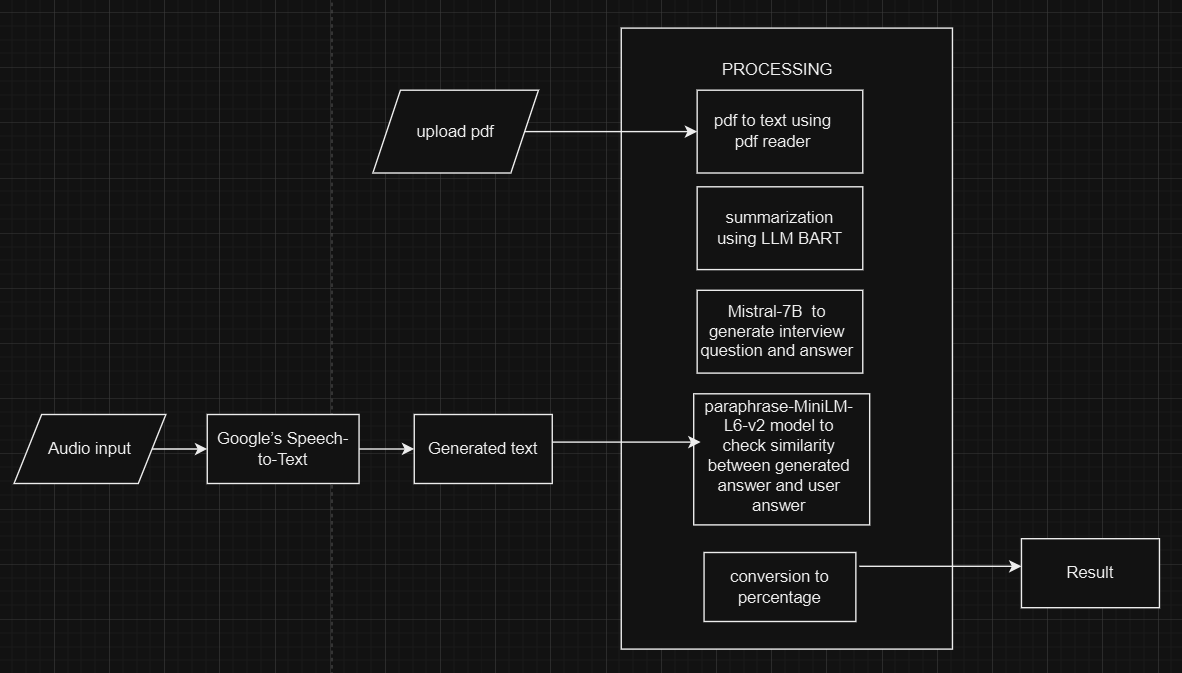 PROCESSING
upload pdf
pdf to text using
pdf reader
summarization
using LLM BART
Mistral-7B  to
generate interview
question and answer
Audio input
Google’s Speech-
to-Text
Generated text
paraphrase-MiniLM-
L6-v2 model to
check similarity
between generated
answer and user
answer
conversion to
percentage
Result